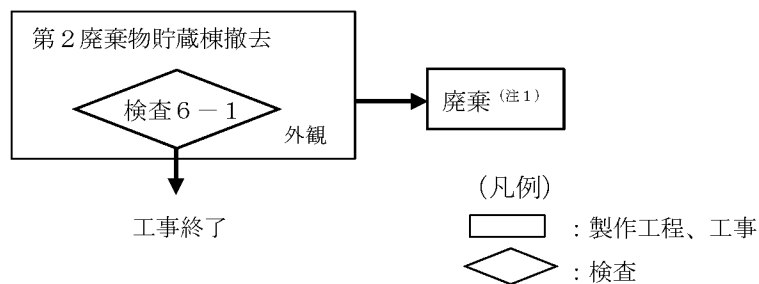 第２廃棄物貯蔵棟撤去
検査６－１
外観
廃棄（注１）
工事終了
（凡例）
：製作工程、工事
：検査